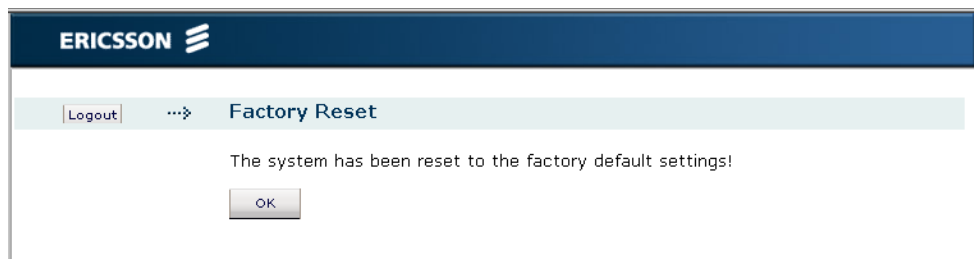 ERICSSON
Logout Factory Reset
The system has been reset to the factory default settings!
OK